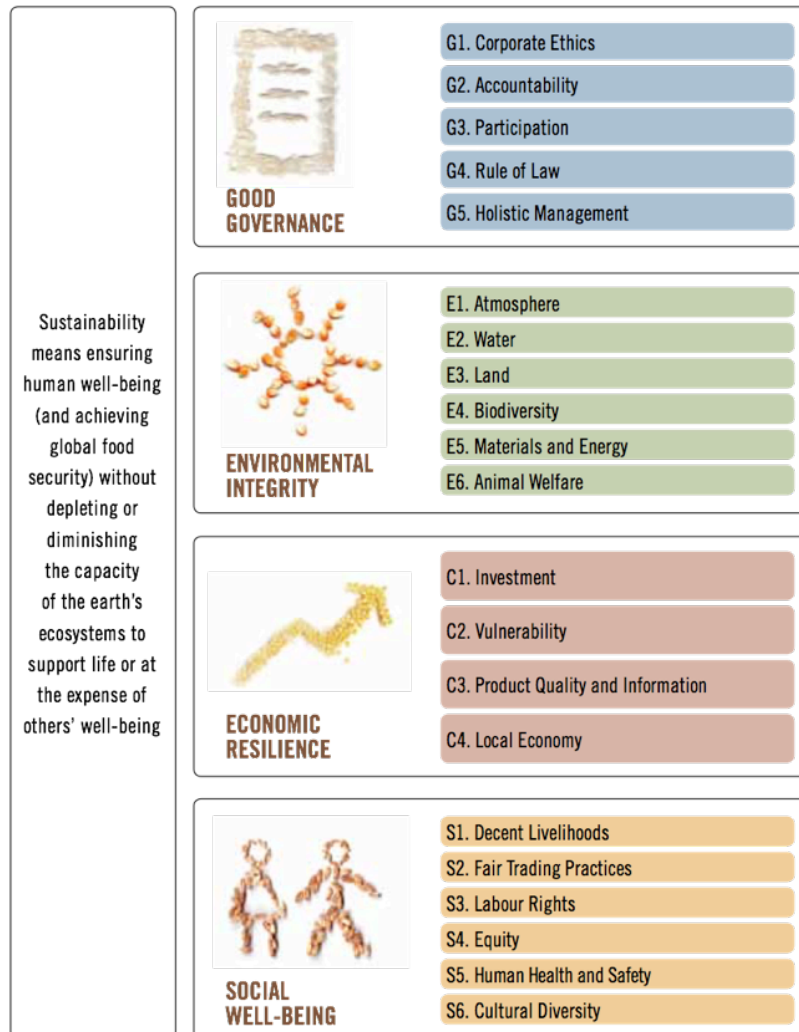 Sustainability
means ensuring
human well-being
(and achieving
global food
security) without
depleting or
diminishing
the capacity
of the earth's
ecosystems to
support life or at
the expense of
others' well-being
GOOD
GOVERNANCE
G1. Corporate Ethics
G2. Accountability
G3. Participation
G4. Rule of Law
G5. Holistic Management
ENVIRONMENTAL
INTEGRITY
E1. Atmosphere
E2. Water
E3. Land
E4. Biodiversity
E5. Materials and Energy
E6. Animal Welfare
ECONOMIC
RESILIENCE
C1. Investment
C2. Vulnerability
C3. Product Quality and Information
C4. Local Economy
SOCIAL
WELL-BEING
S1. Decent Livelihoods
S2. Fair Trading Practices
S3. Labour Rights
S4. Equity
S5. Human Health and Safety
S6. Cultural Diversity